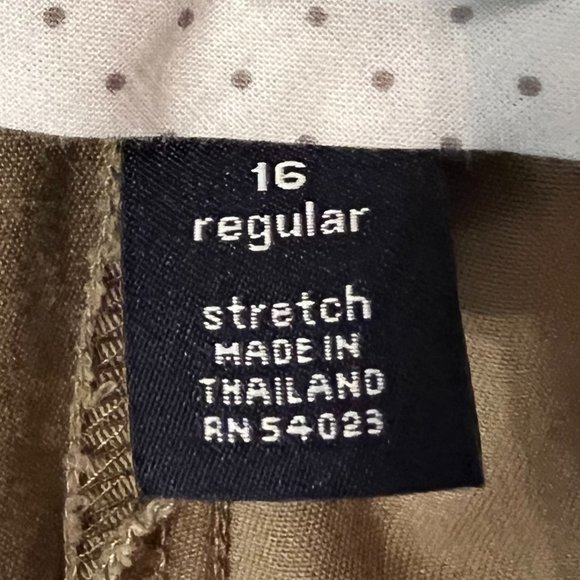 16
regular
stretch
MADE IN
THAILAND
RN 54023